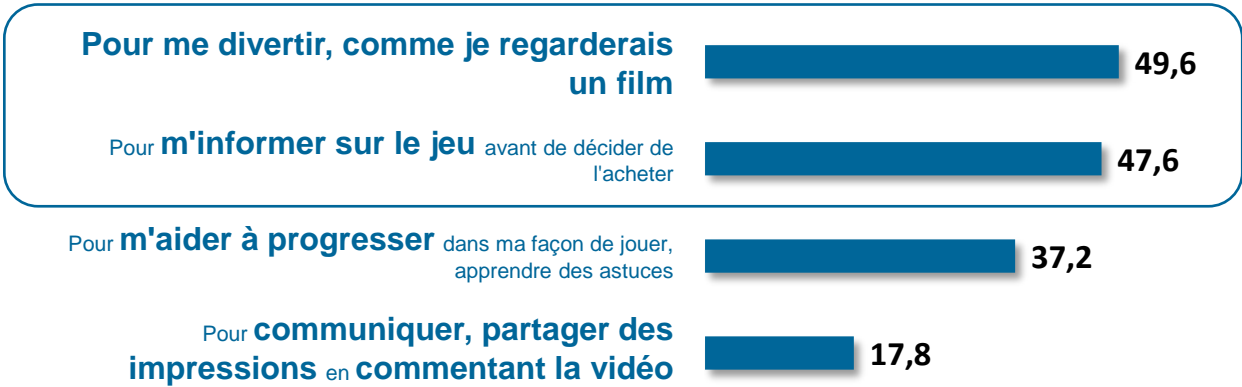 Pour me divertir, comme je regarderais
un film
49,6
Pour m'informer sur le jeu avant de décider de
l'acheter
47,6
Pour m'aider à progresser dans ma façon de jouer,
apprendre des astuces
37,2
Pour communiquer, partager des
impressions en commentant la vidéo
17,8